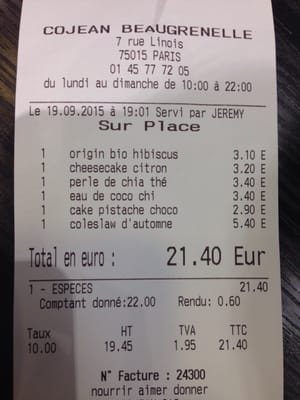 COJEAN BEAUGRENELLE
7 rue Linois
75015 PARIS
01 45 77 72 05
du lundi au dimanche de 10:00 à 22:00
Le 19.09.2015 à 19:01 Servi par JEREMY
Sur Place
1 origin bio hibiscus 3.10 E
1 cheesecake citron 3.20 E
1 perle de chia thé 3.40 E
1 eau de coco chi 3.40 E
1 cake pistache choco 2.90 E
1 coleslaw d'automne 5.40 E
Total en euro : 21.40 Eur
1 - ESPECES 21.40
Comptant donné:22.00 Rendu: 0.60
Taux HT TVA TTC
10.00 19.45 1.95 21.40
N° Facture : 24300
nourrir aimer donner